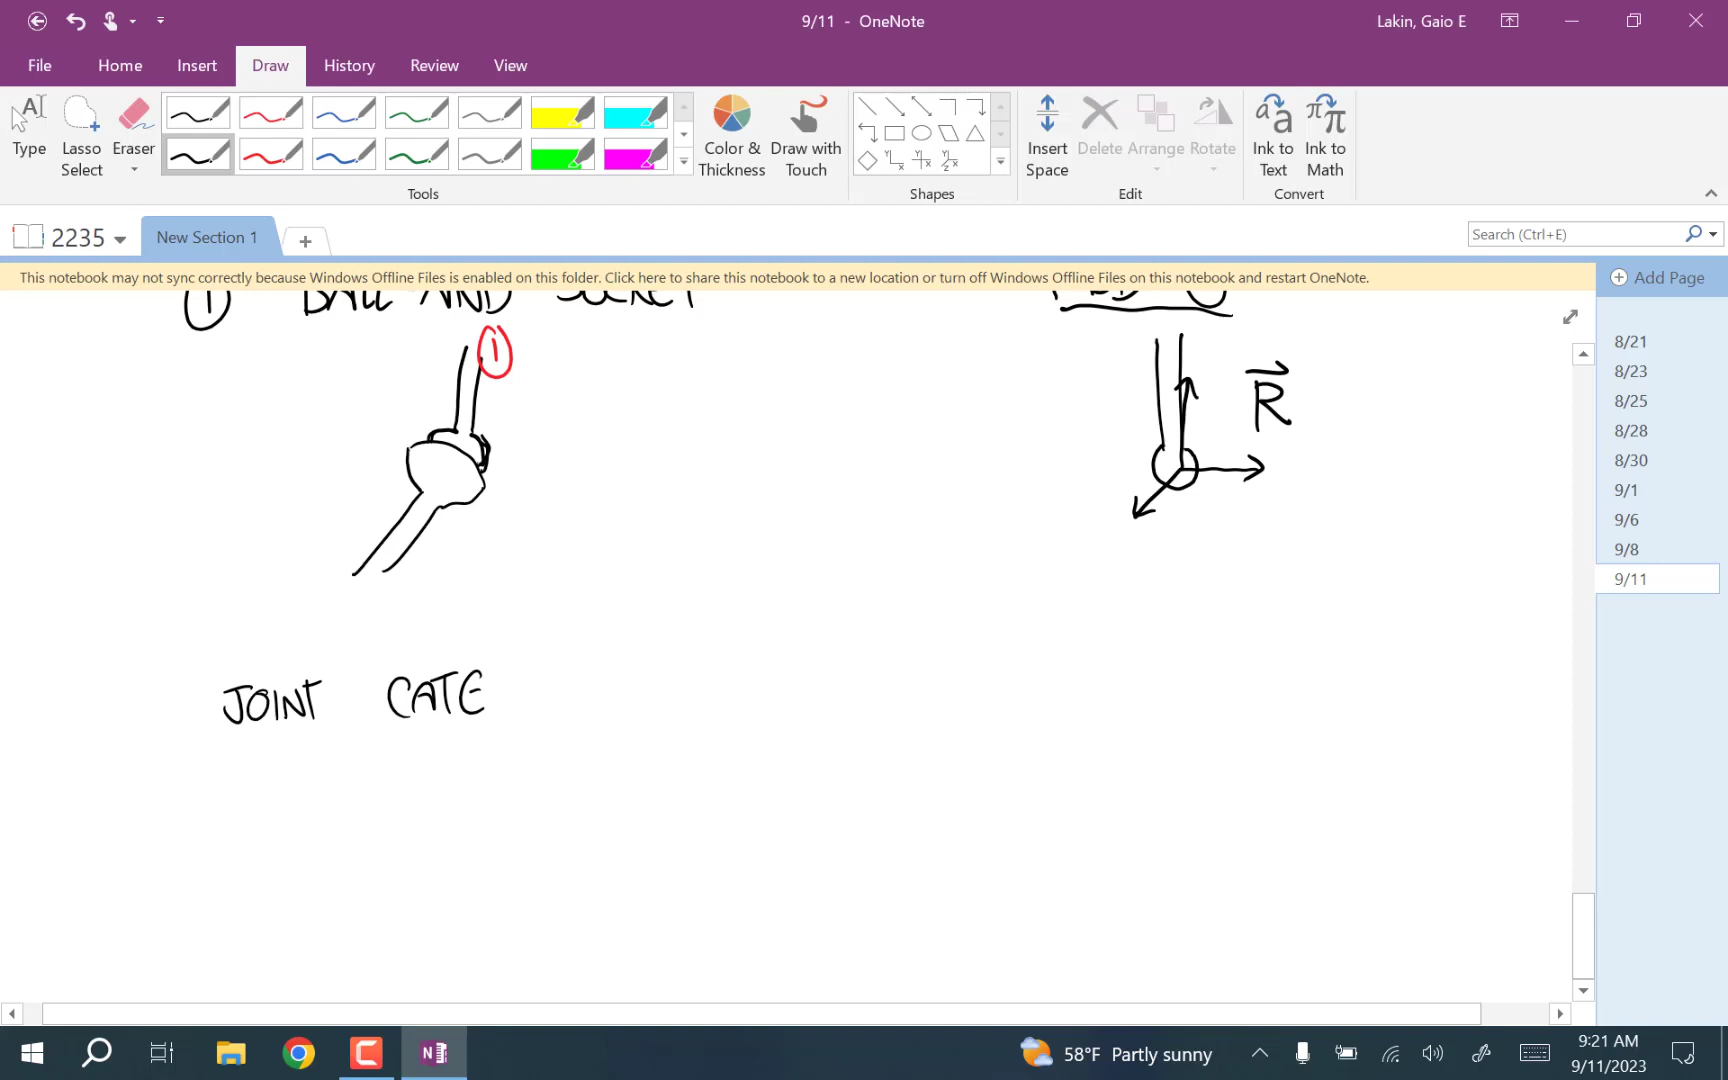 9/11 - OneNote
Lakin, Gaio E
File Home Insert Draw History Review View
Type
Lasso Select
Eraser
Color & Thickness
Draw with Touch
Insert Space
Delete
Arrange
Rotate
Ink to Text
Ink to Math
Tools
Shapes
Edit
Convert
2235
New Section 1
Search (Ctrl+E)
This notebook may not sync correctly because Windows Offline Files is enabled on this folder. Click here to share this notebook to a new location or turn off Windows Offline Files on this notebook and restart OneNote.
Add Page
8/21
8/23
8/25
8/28
8/30
9/1
9/6
9/8
9/11
① BALL AND SOCKET
①
R
JOINT CATE
58°F Partly sunny
9:21 AM
9/11/2023